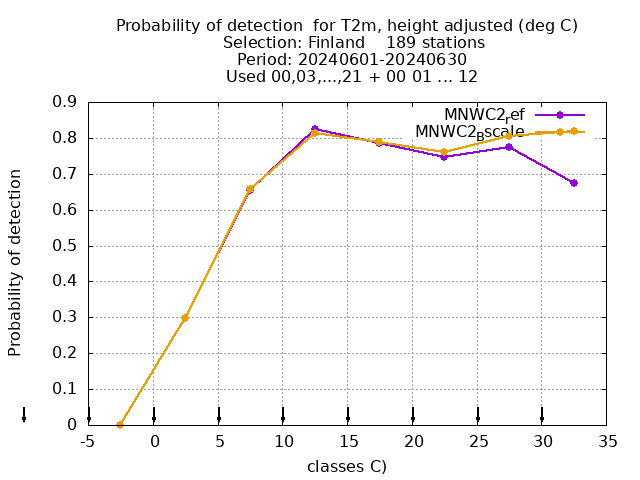 Probability of detection  for T2m, height adjusted (deg C)
Selection: Finland    189 stations
Period: 20240601-20240630
Used 00,03,...,21 + 00 01 ... 12
MNWC2ref
MNWC2Bscale
Probability of detection
0.9
0.8
0.7
0.6
0.5
0.4
0.3
0.2
0.1
0
-5 0 5 10 15 20 25 30 35
classes C)